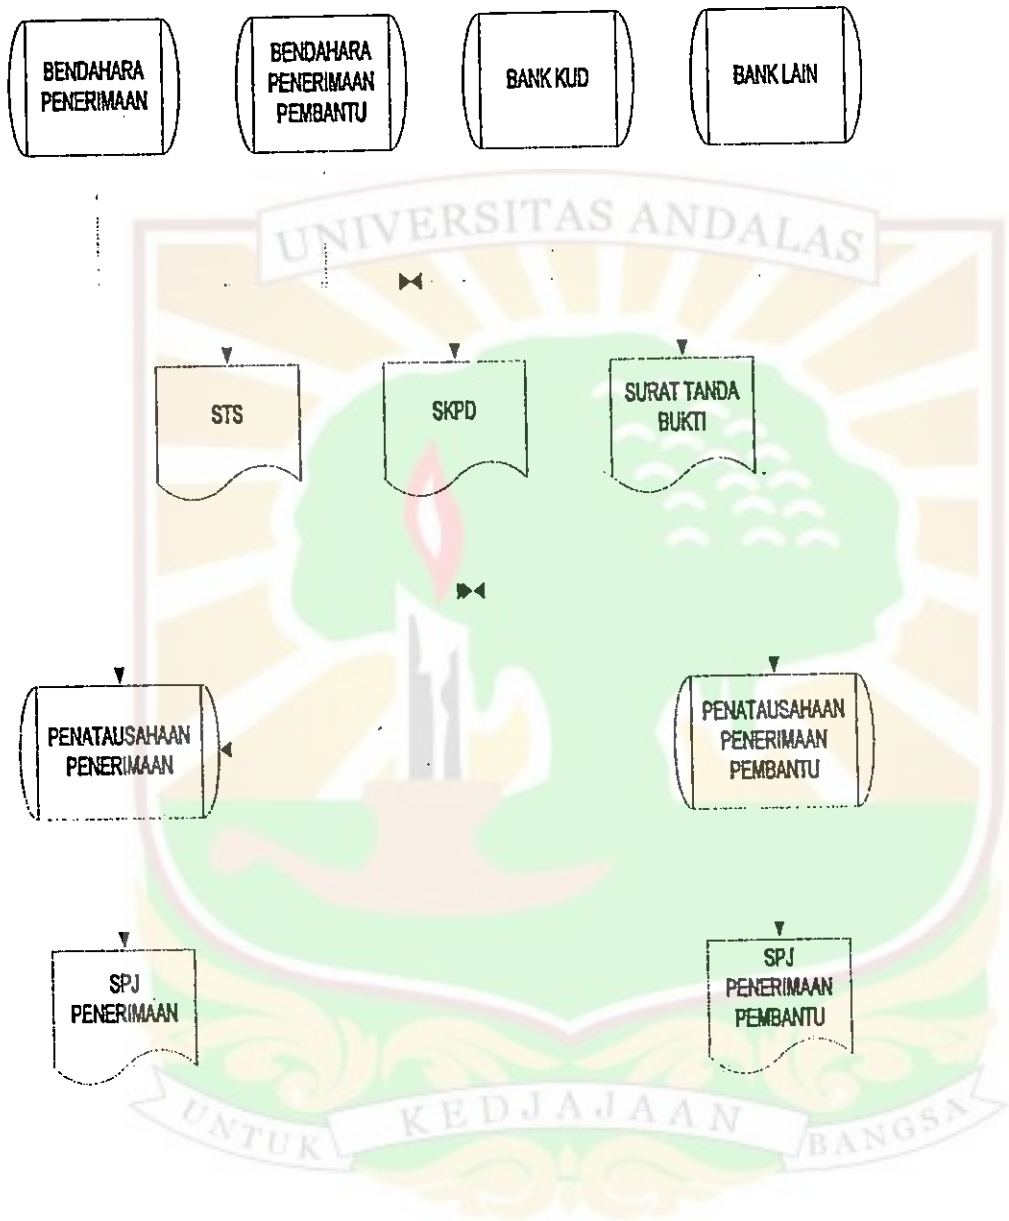 BENDAHARA
PENERIMAAN
BENDAHARA
PENERIMAAN
PEMBANTU
BANK KUD
BANK LAIN
UNIVERSITAS ANDALAS
STS
SKPD
SURAT TANDA
BUKTI
PENATAUSAHAAN
PENERIMAAN
PENATAUSAHAAN
PENERIMAAN
PEMBANTU
SPJ
PENERIMAAN
SPJ
PENERIMAAN
PEMBANTU
UNTUK KEDJAJAAN BANGSA